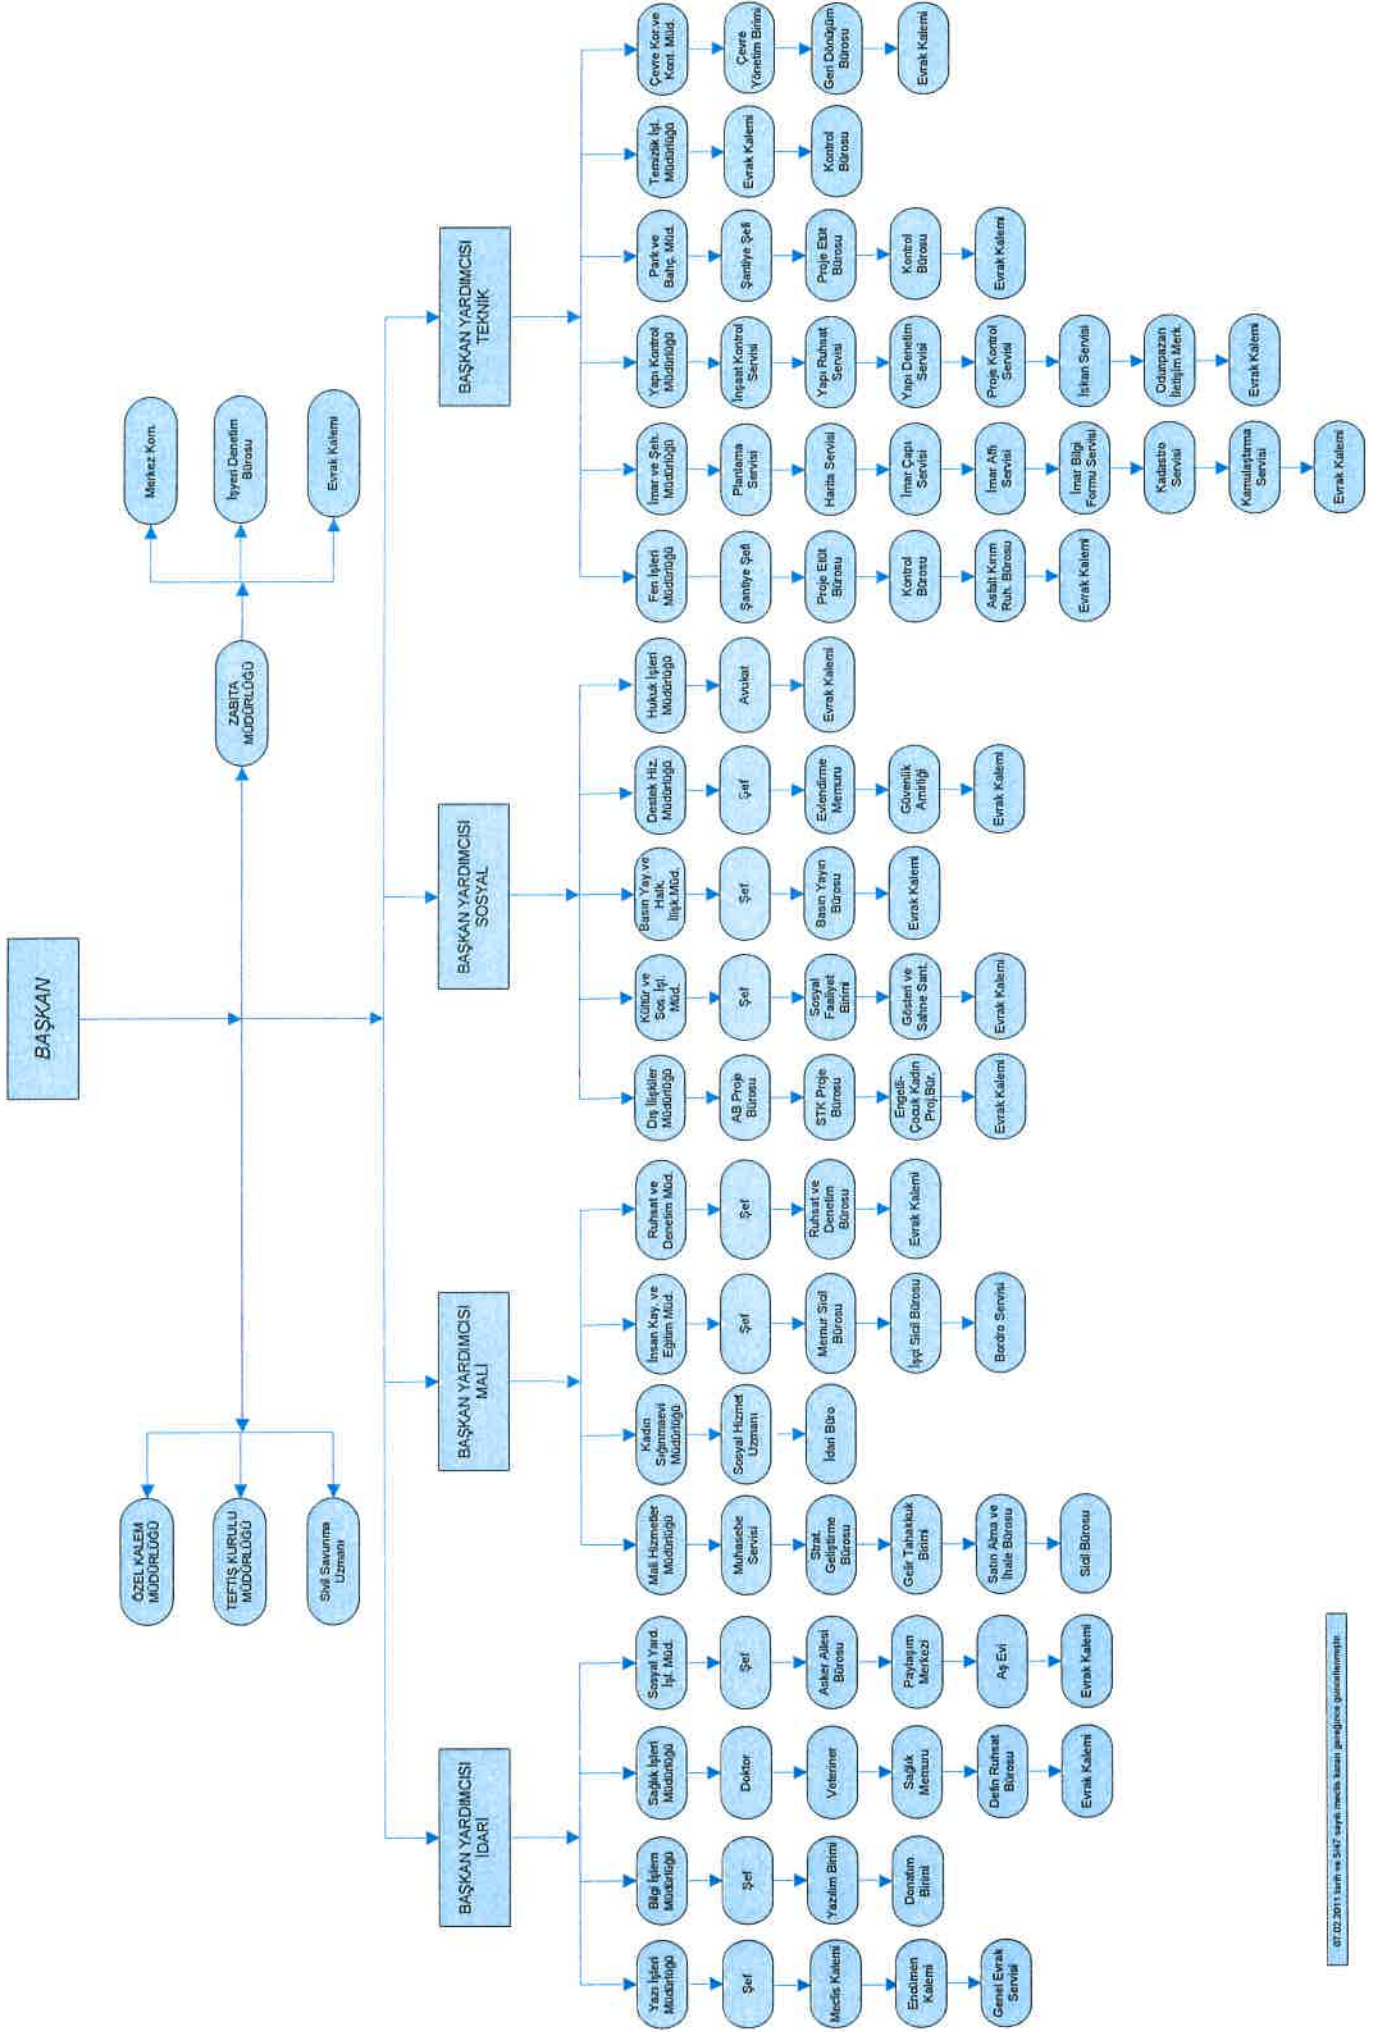 BAŞKAN
ÖZEL KALEM
MÜDÜRLÜĞÜ
TEFTİŞ KURULU
MÜDÜRLÜĞÜ
Sivil Savunma
Uzmanı
ZABITA
MÜDÜRLÜĞÜ
Merkez Kom.
İşyeri Denetim
Bürosu
Evrak Kalemi
BAŞKAN YARDIMCISI
İDARİ
BAŞKAN YARDIMCISI
MALİ
BAŞKAN YARDIMCISI
SOSYAL
BAŞKAN YARDIMCISI
TEKNİK
Yazı İşleri
Müdürlüğü
Şef
Meclis Kalemi
Endümen
Kalemi
Genel Evrak
Servisi
Bilgi İşlem
Müdürlüğü
Şef
Yazılım Birimi
Donatım
Birimi
Sağlık İşleri
Müdürlüğü
Doktor
Veteriner
Sağlık
Memuru
Defin Ruhsat
Bürosu
Evrak Kalemi
Sosyal Yard.
İşl. Müd.
Şef
Asker Ailesi
Bürosu
Paylaşım
Merkezi
Aş Evi
Evrak Kalemi
Mali Hizmetler
Müdürlüğü
Muhasebe
Servisi
Strat.
Geliştirme
Bürosu
Gelir Tahakkuk
Birimi
Satın Alma ve
İhale Bürosu
Sicil Bürosu
Kadın
Sığınmaevi
Müdürlüğü
Sosyal Hizmet
Uzmanı
İdari Büro
İnsan Kay. ve
Eğitim Müd.
Şef
Memur Sicil
Bürosu
İşçi Sicil Bürosu
Bordro Servisi
Ruhsat ve
Denetim Müd.
Şef
Ruhsat ve
Denetim
Bürosu
Evrak Kalemi
Dış İlişkiler
Müdürlüğü
AB Proje
Bürosu
STK Proje
Bürosu
Engelli-
Çocuk Kadın
Proj.Bür.
Evrak Kalemi
Kültür ve
Sos. İşl.
Müd.
Şef
Sosyal
Faaliyet
Birimi
Gösteri ve
Sahne Sant.
Evrak Kalemi
Basın Yay.ve
Halk.
İlişk.Müd.
Şef
Basın Yayın
Bürosu
Evrak Kalemi
Destek Hiz.
Müdürlüğü
Şef
Evlendirme
Memuru
Güvenlik
Amirliği
Evrak Kalemi
Hukuk İşleri
Müdürlüğü
Avukat
Evrak Kalemi
Fen İşleri
Müdürlüğü
Şantiye Şefi
Proje Etüt
Bürosu
Kontrol
Bürosu
Asfalt Kırım
Ruh. Bürosu
Evrak Kalemi
İmar ve Şeh.
Müdürlüğü
Planlama
Servisi
Harita Servisi
İmar Çapı
Servisi
İmar Affı
Servisi
İmar Bilgi
Formu Servisi
Kadastro
Servisi
Kamulaştırma
Servisi
Evrak Kalemi
Yapı Kontrol
Müdürlüğü
İnşaat Kontrol
Servisi
Yapı Ruhsat
Servisi
Yapı Denetim
Servisi
Proje Kontrol
Servisi
İskan Servisi
Odunpazarı
İletişim Merk.
Evrak Kalemi
Park ve
Bahç. Müd.
Şantiye Şefi
Proje Etüt
Bürosu
Kontrol
Bürosu
Evrak Kalemi
Temizlik İşl.
Müdürlüğü
Evrak Kalemi
Kontrol
Bürosu
Çevre Kor.ve
Kont. Müd.
Çevre
Yönetim Birimi
Geri Dönüşüm
Bürosu
Evrak Kalemi
07.02.2011 tarih ve 5/47 sayılı meclis kararı gereğince güncellenmiştir.